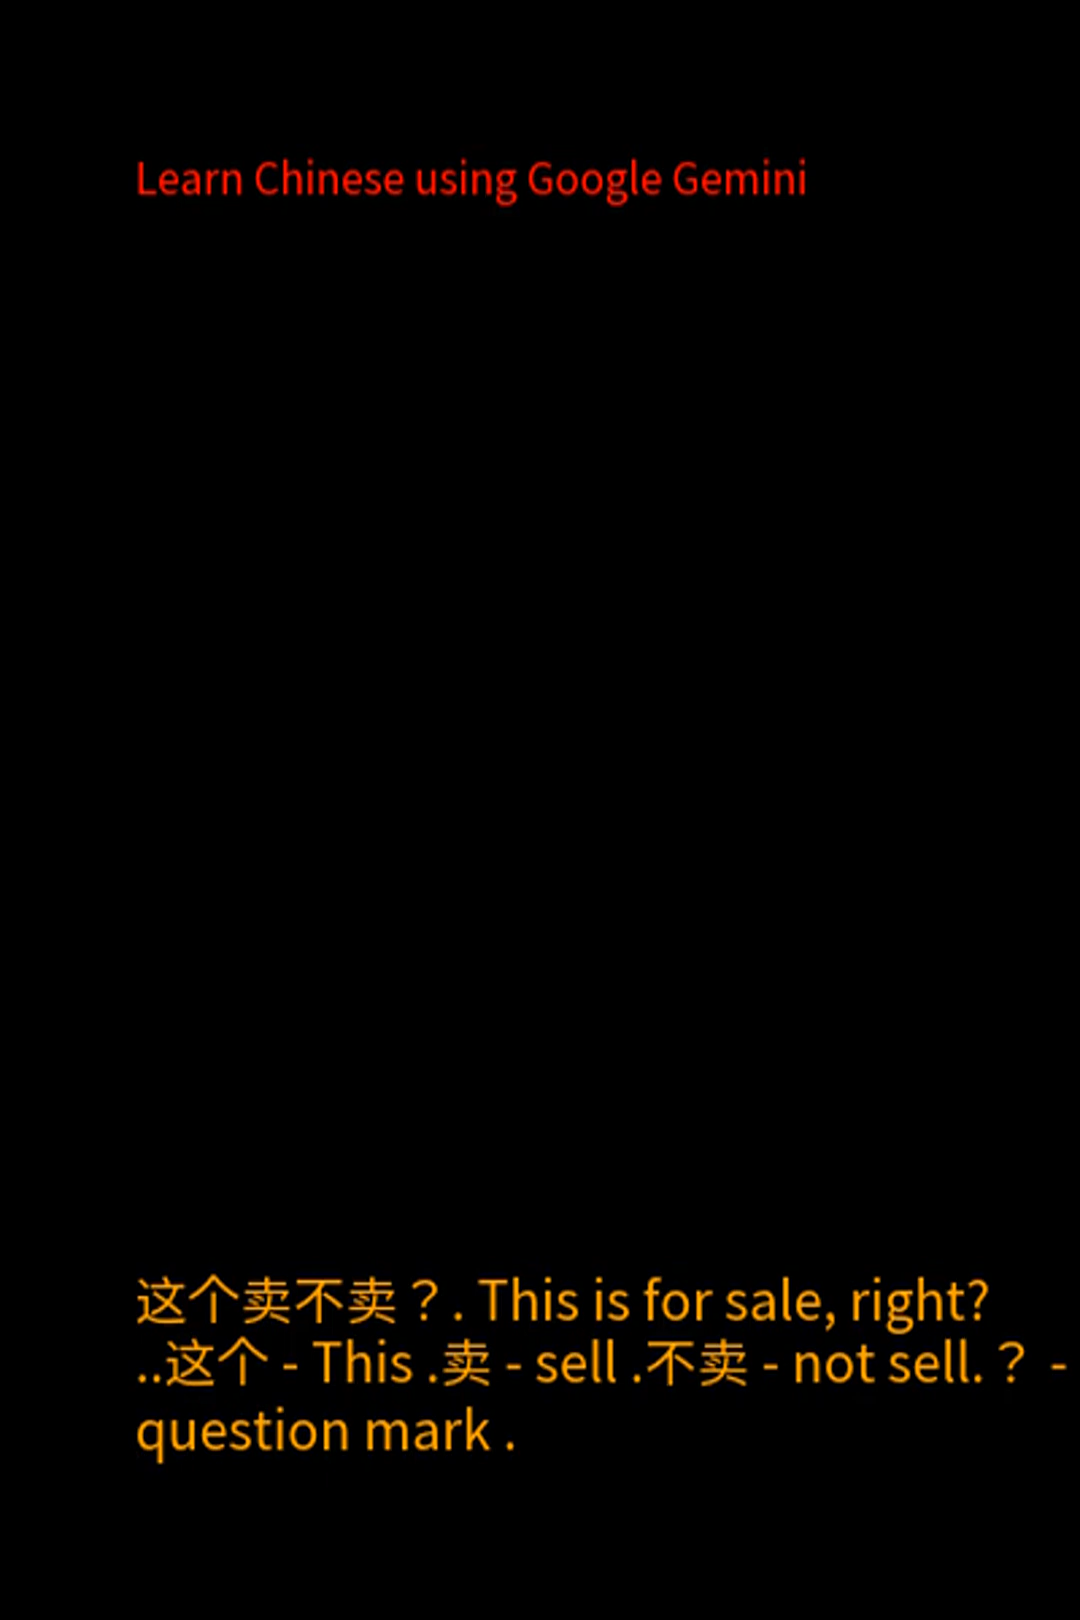 Learn Chinese using Google Gemini
这个卖不卖？. This is for sale, right?
..这个 - This .卖 - sell .不卖 - not sell.？ -
question mark .